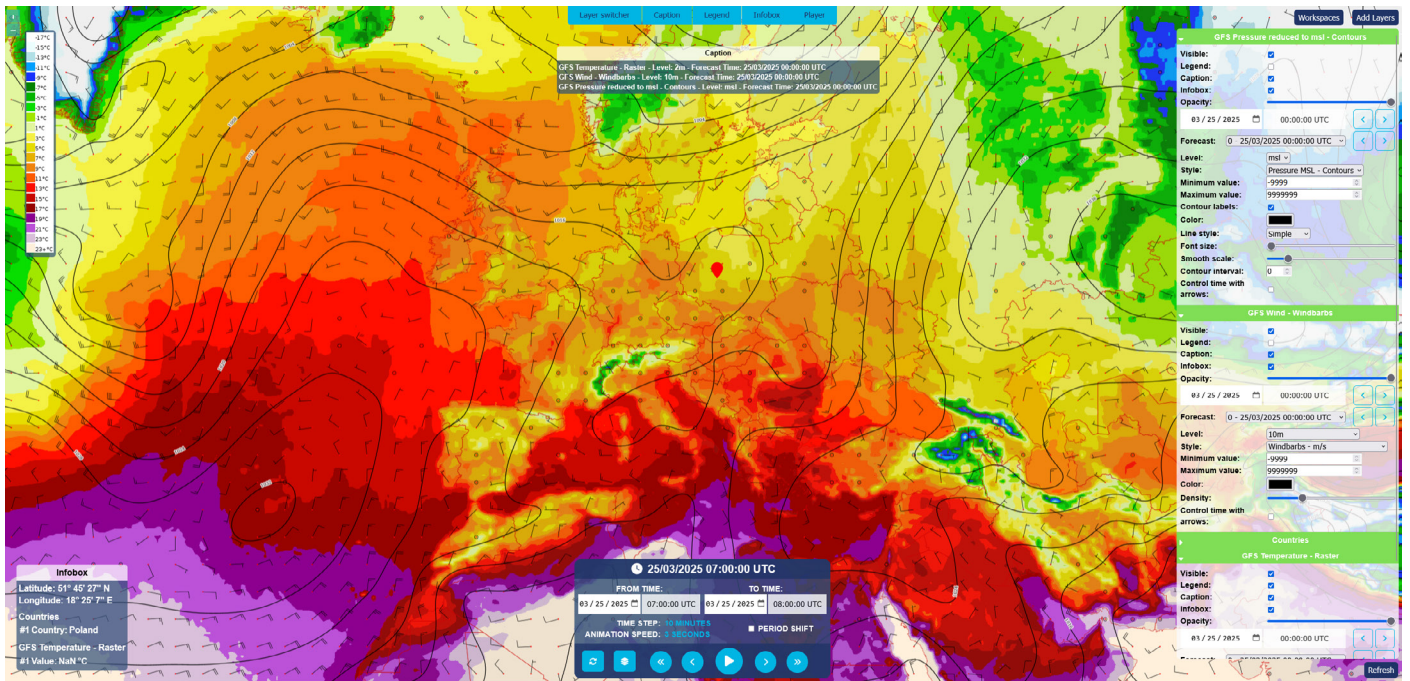 Layer switcher
Caption
Legend
Infobox
Player
Workspaces
Add Layers
-17°C
-15°C
-13°C
-11°C
-9°C
-7°C
-5°C
-3°C
-1°C
1°C
3°C
5°C
7°C
9°C
11°C
13°C
15°C
17°C
19°C
21°C
23°C
23+°C
Caption
GFS Temperature - Raster - Level: 2m - Forecast Time: 25/03/2025 00:00:00 UTC
GFS Wind - Windbarbs - Level: 10m - Forecast Time: 25/03/2025 00:00:00 UTC
GFS Pressure reduced to msl - Contours - Level: msl - Forecast Time: 25/03/2025 00:00:00 UTC
GFS Pressure reduced to msl - Contours
Visible:
Legend:
Caption:
Infobox:
Opacity:
03/25/2025 00:00:00 UTC < >
Forecast: 0 - 25/03/2025 00:00:00 UTC < >
Level: msl
Style: Pressure MSL - Contours
Minimum value: -9999
Maximum value: 9999999
Contour labels:
Color:
Line style: Simple
Font size:
Smooth scale:
Contour interval: 0
Control time with
arrows:
GFS Wind - Windbarbs
Visible:
Legend:
Caption:
Infobox:
Opacity:
03/25/2025 00:00:00 UTC < >
Forecast: 0 - 25/03/2025 00:00:00 UTC < >
Level: 10m
Style: Windbarbs - m/s
Minimum value: -9999
Maximum value: 9999999
Color:
Density:
Control time with
arrows:
Countries
GFS Temperature - Raster
Visible:
Legend:
Caption:
Infobox:
Opacity:
03/25/2025 00:00:00 UTC < >
Refresh
Infobox
Latitude: 51° 45' 27" N
Longitude: 18° 25' 7" E
Countries
#1 Country: Poland
GFS Temperature - Raster
#1 Value: NaN °C
25/03/2025 07:00:00 UTC
FROM TIME: TO TIME:
03/25/2025 07:00:00 UTC 03/25/2025 08:00:00 UTC
TIME STEP: 10 MINUTES
ANIMATION SPEED: 0 SECONDS
PERIOD SHIFT